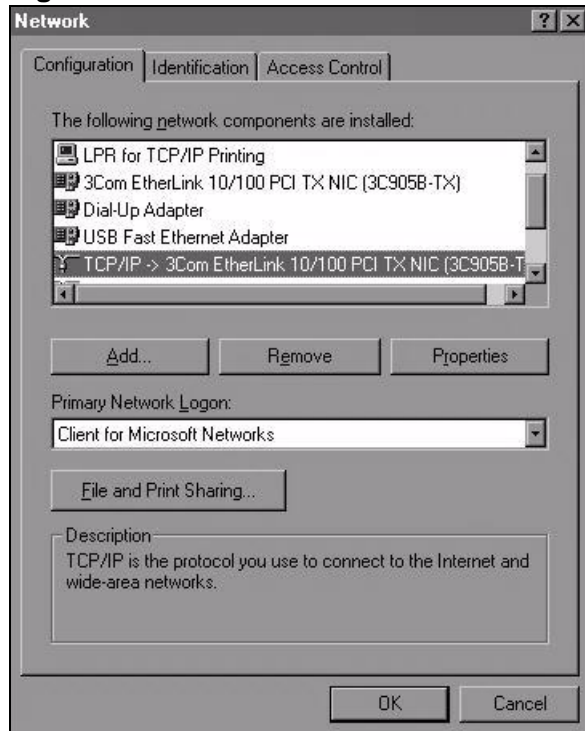 Network
Configuration
Identification
Access Control
The following network components are installed:
LPR for TCP/IP Printing
3Com EtherLink 10/100 PCI TX NIC (3C905B-TX)
Dial-Up Adapter
USB Fast Ethernet Adapter
TCP/IP -> 3Com EtherLink 10/100 PCI TX NIC (3C905B-T
Add...
Remove
Properties
Primary Network Logon:
Client for Microsoft Networks
File and Print Sharing...
Description
TCP/IP is the protocol you use to connect to the Internet and
wide-area networks.
OK
Cancel